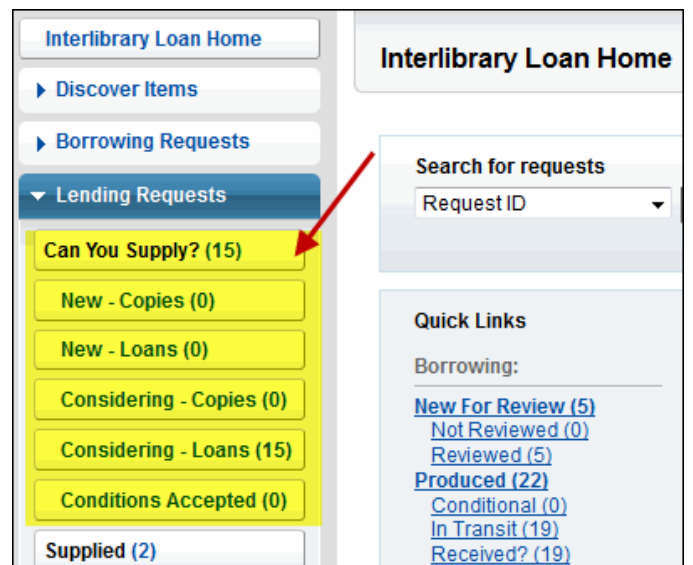 Interlibrary Loan Home
Discover Items
Borrowing Requests
Lending Requests
Can You Supply? (15)
New - Copies (0)
New - Loans (0)
Considering - Copies (0)
Considering - Loans (15)
Conditions Accepted (0)
Supplied (2)
Interlibrary Loan Home
Search for requests
Request ID
Quick Links
Borrowing:
New For Review (5)
Not Reviewed (0)
Reviewed (5)
Produced (22)
Conditional (0)
In Transit (19)
Received? (19)